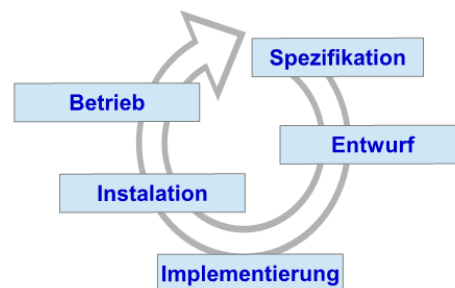 Spezifikation
Entwurf
Implementierung
Instalation
Betrieb